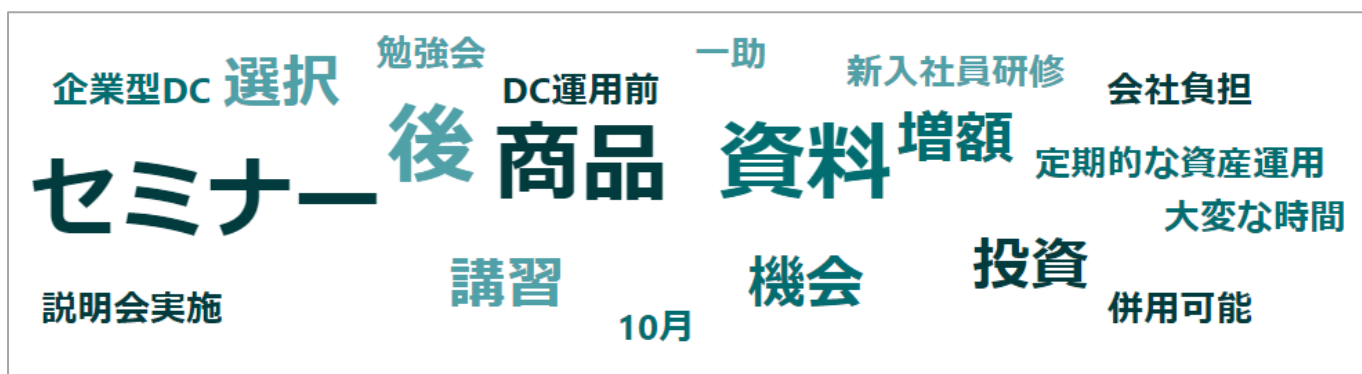 勉強会
一助
企業型DC
選択
DC運用前
新入社員研修
会社負担
後
商品
資料
増額
定期的な資産運用
セミナー
大変な時間
講習
機会
投資
説明会実施
10月
併用可能